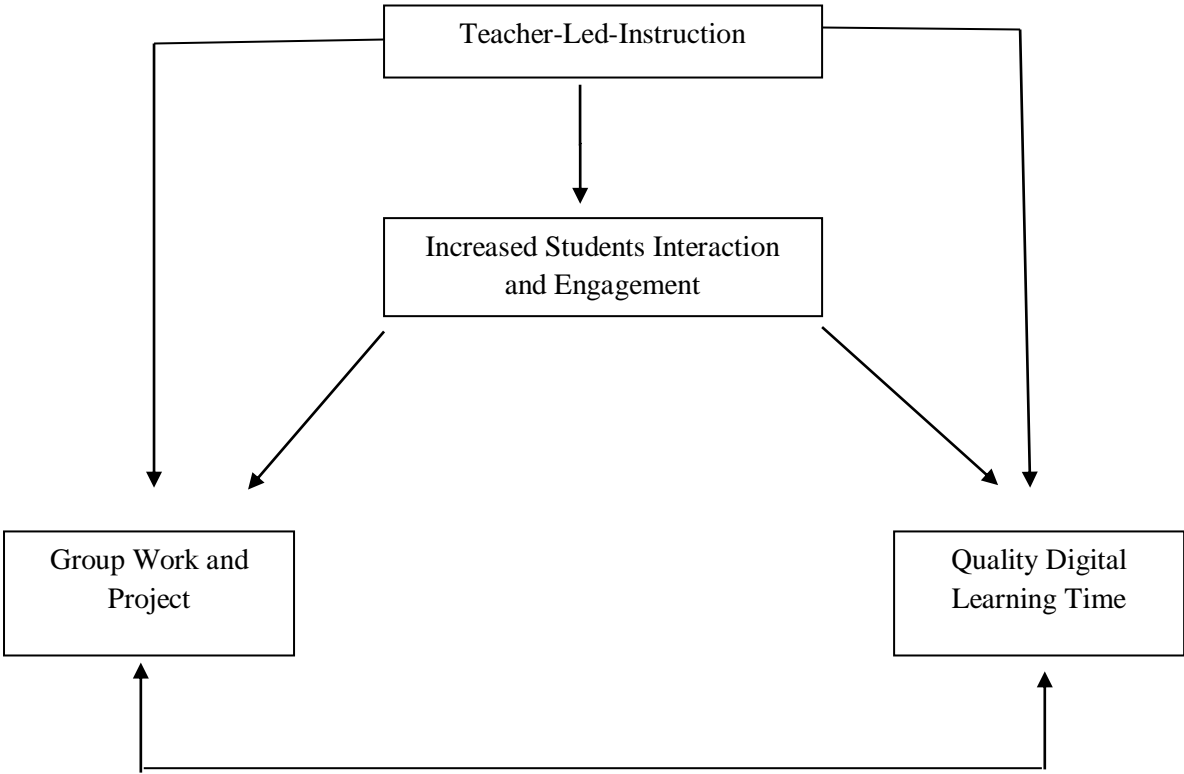 Teacher-Led-Instruction
Increased Students Interaction
and Engagement
Group Work and
Project
Quality Digital
Learning Time